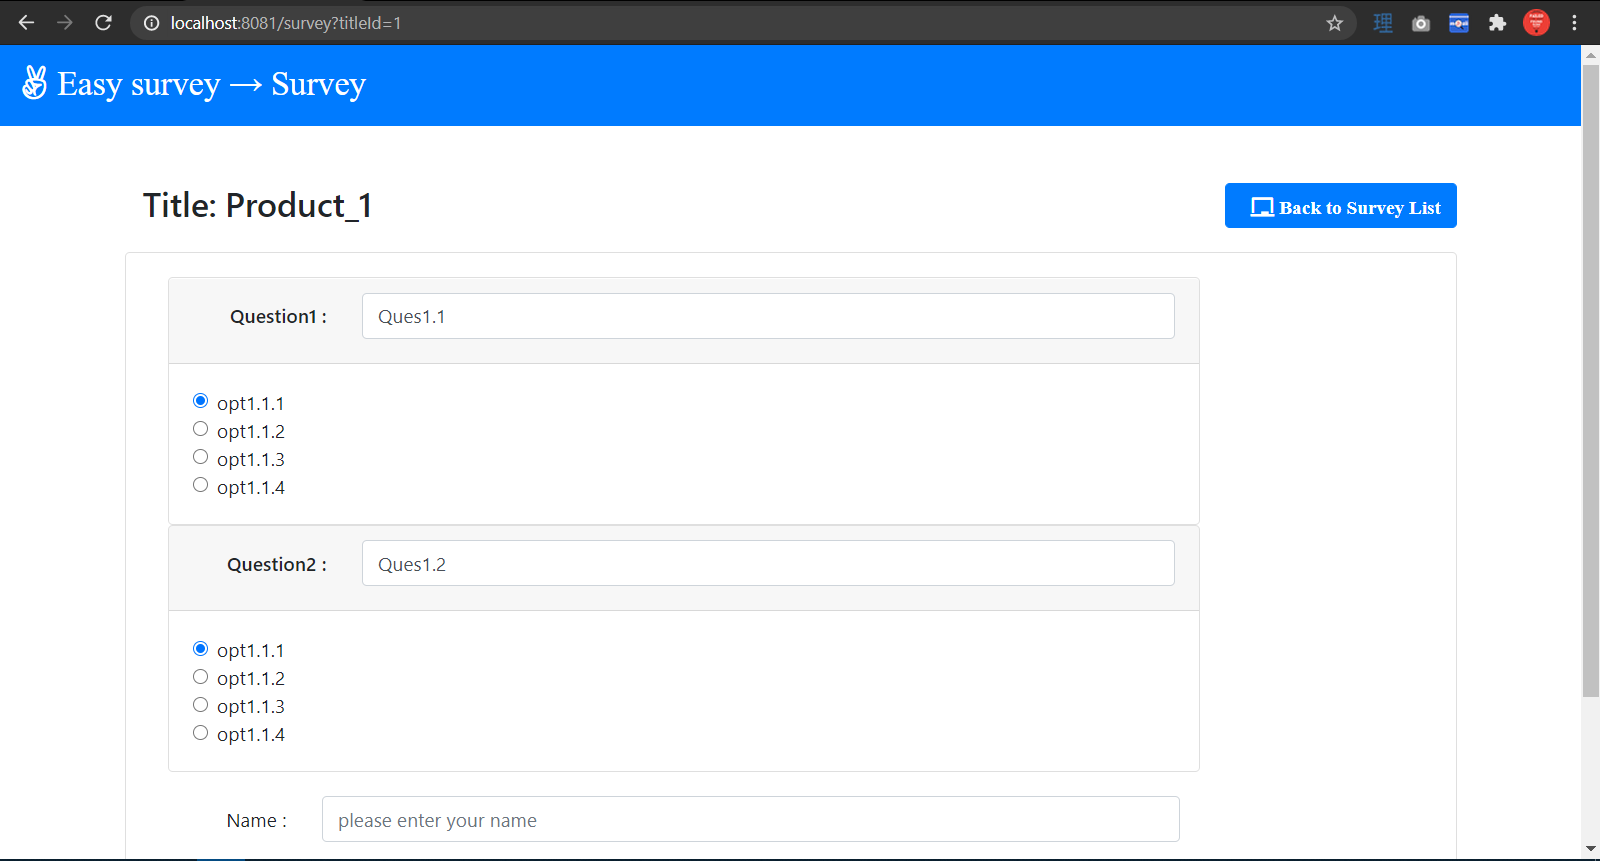 localhost:8081/survey?titleId=1
Easy survey → Survey
Title: Product_1
Back to Survey List
Question1 :
Ques1.1
opt1.1.1
opt1.1.2
opt1.1.3
opt1.1.4
Question2 :
Ques1.2
opt1.1.1
opt1.1.2
opt1.1.3
opt1.1.4
Name :
please enter your name